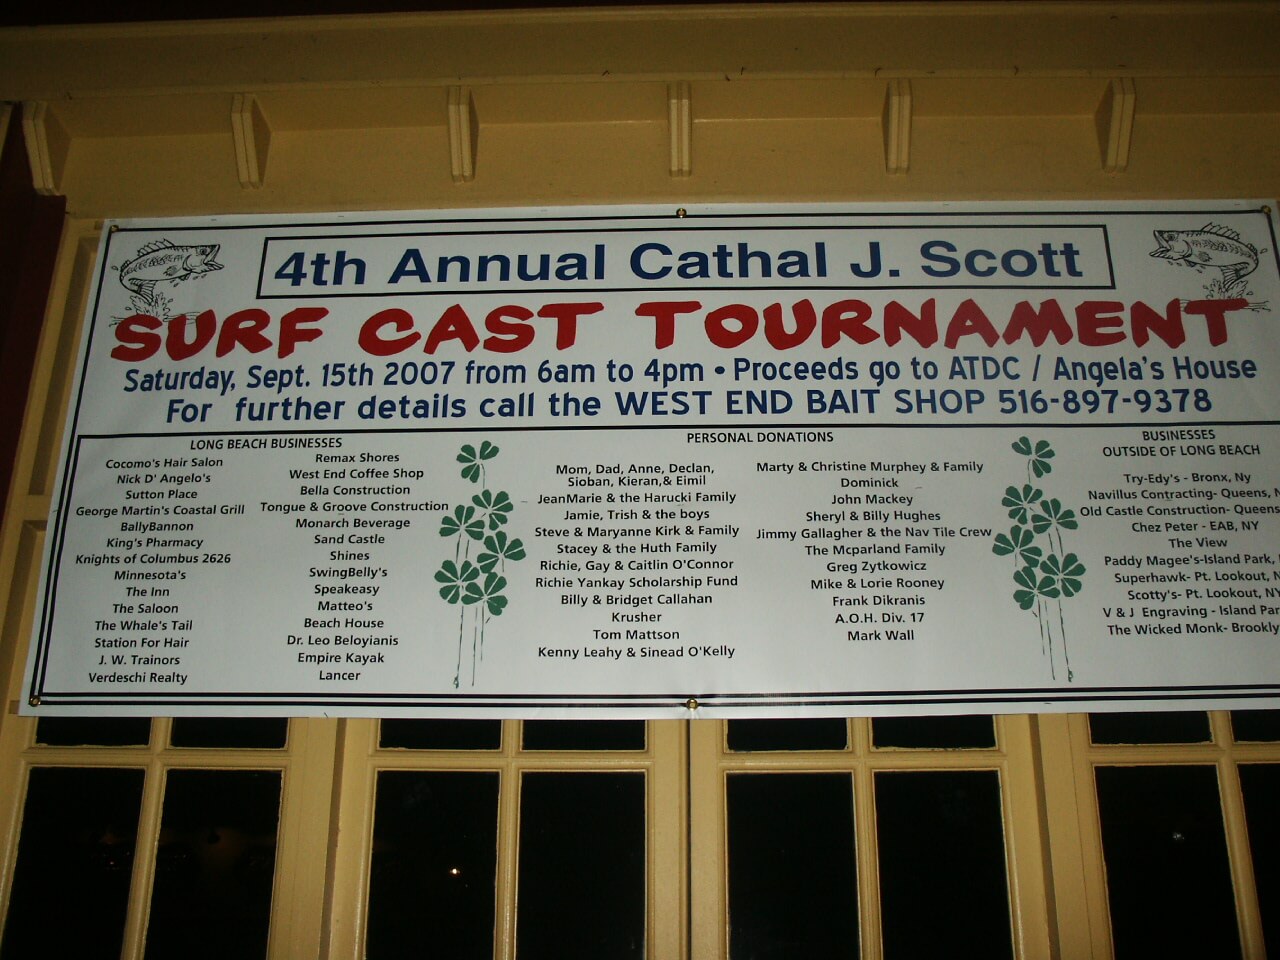 4th Annual Cathal J. Scott
SURF CAST TOURNAMENT
Saturday, Sept. 15th 2007 from 6am to 4pm • Proceeds go to ATDC / Angela's House
For further details call the WEST END BAIT SHOP 516-897-9378
LONG BEACH BUSINESSES
Cocomo's Hair Salon
Nick D' Angelo's
Sutton Place
George Martin's Coastal Grill
BallyBannon
King's Pharmacy
Knights of Columbus 2626
Minnesota's
The Inn
The Saloon
The Whale's Tail
Station For Hair
J. W. Trainors
Verdeschi Realty
Remax Shores
West End Coffee Shop
Bella Construction
Tongue & Groove Construction
Monarch Beverage
Sand Castle
Shines
SwingBelly's
Speakeasy
Matteo's
Beach House
Dr. Leo Beloyianis
Empire Kayak
Lancer
PERSONAL DONATIONS
Mom, Dad, Anne, Declan,
Sioban, Kieran,& Eimil
JeanMarie & the Harucki Family
Jamie, Trish & the boys
Steve & Maryanne Kirk & Family
Stacey & the Huth Family
Richie, Gay & Caitlin O'Connor
Richie Yankay Scholarship Fund
Billy & Bridget Callahan
Krusher
Tom Mattson
Kenny Leahy & Sinead O'Kelly
Marty & Christine Murphey & Family
Dominick
John Mackey
Sheryl & Billy Hughes
Jimmy Gallagher & the Nav Tile Crew
The Mcparland Family
Greg Zytkowicz
Mike & Lorie Rooney
Frank Dikranis
A.O.H. Div. 17
Mark Wall
BUSINESSES
OUTSIDE OF LONG BEACH
Try-Edy's - Bronx, Ny
Navillus Contracting- Queens,
Old Castle Construction- Queens
Chez Peter - EAB, NY
The View
Paddy Magee's-Island Park,
Superhawk- Pt. Lookout,
Scotty's- Pt. Lookout, NY
V & J Engraving - Island
The Wicked Monk-